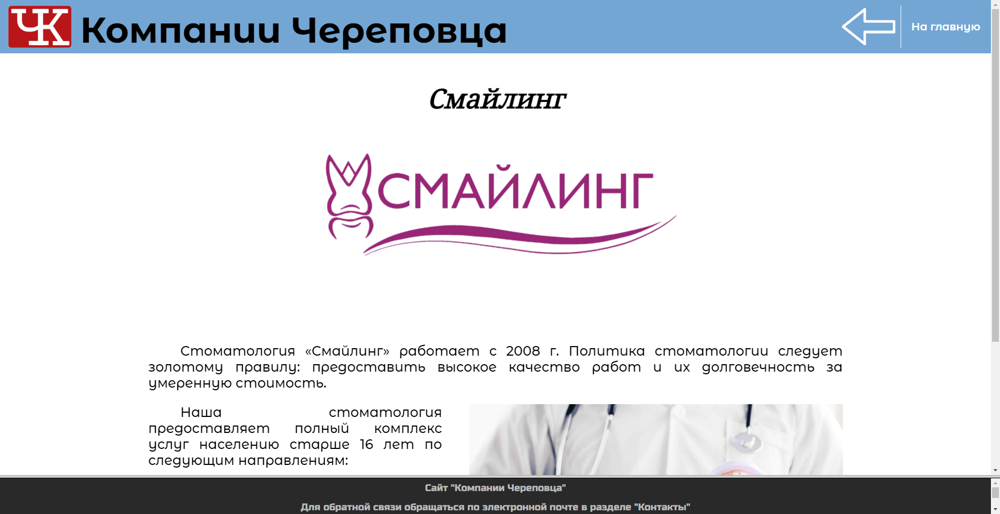 ЧК Компании Череповца
На главную
Смайлинг
СМАЙЛИНГ
Стоматология «Смайлинг» работает с 2008 г. Политика стоматологии следует
золотому правилу: предоставить высокое качество работ и их долговечность за
умеренную стоимость.
Наша стоматология
предоставляет полный комплекс
услуг населению старше 16 лет по
следующим направлениям:
Сайт "Компании Череповца"
Для обратной связи обращаться по электронной почте в разделе "Контакты"